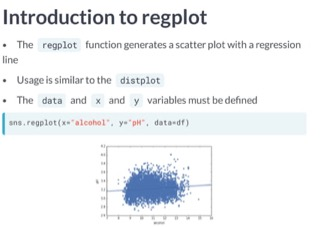 Introduction to regplot
• The regplot function generates a scatter plot with a regression
line
• Usage is similar to the distplot
• The data and x and y variables must be defined
sns.regplot(x="alcohol", y="pH", data=df)
alcohol